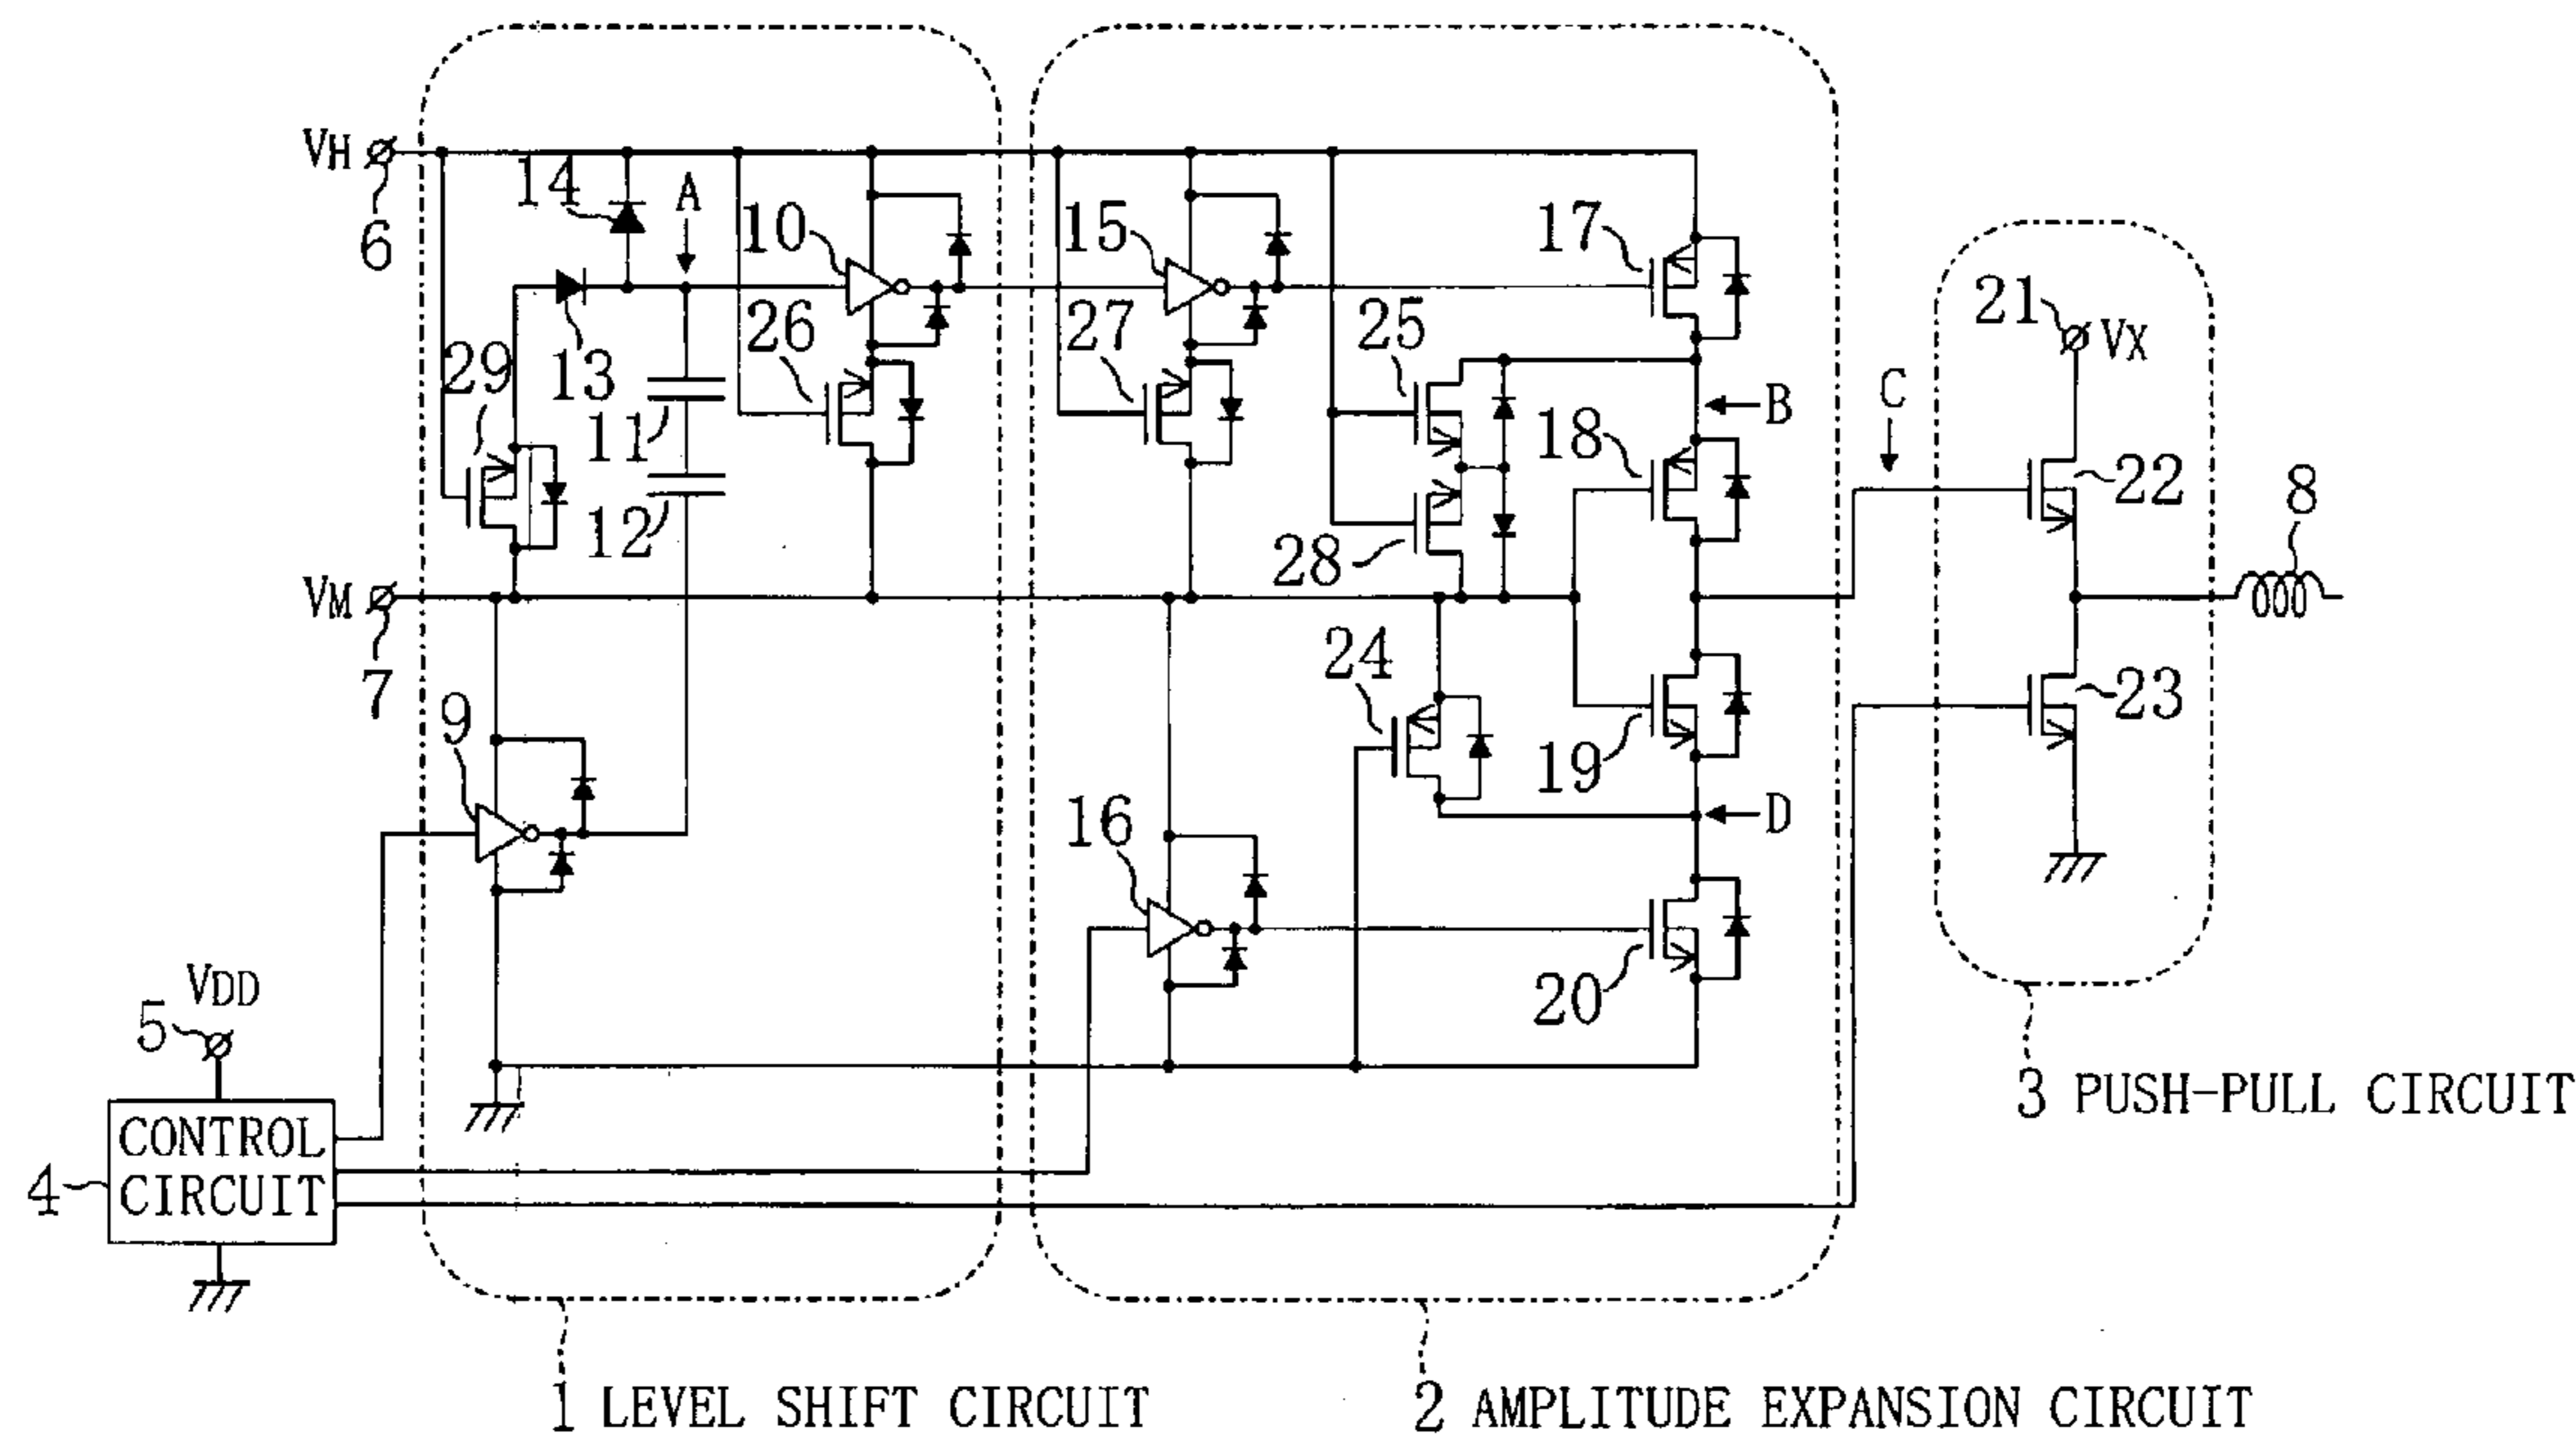 VH
6
14
A
10
15
17
29
13
26
27
25
21
VX
11
B
C
18
22
8
12
28
VM
7
24
23
9
19
D
16
20
VDD
5
CONTROL
CIRCUIT
4
3 PUSH-PULL CIRCUIT
1 LEVEL SHIFT CIRCUIT
2 AMPLITUDE EXPANSION CIRCUIT